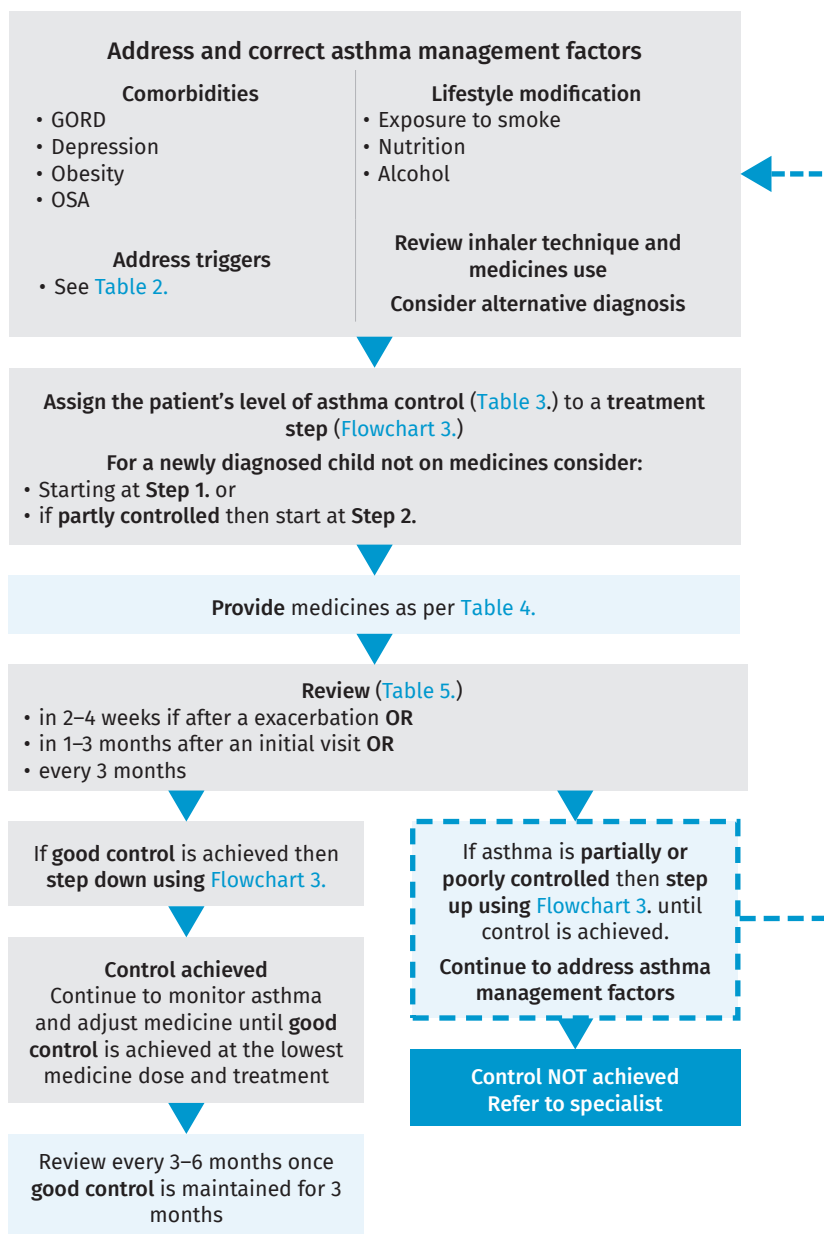 Address and correct asthma management factors
Comorbidities
• GORD
• Depression
• Obesity
• OSA
Address triggers
• See Table 2.
Lifestyle modification
• Exposure to smoke
• Nutrition
• Alcohol
Review inhaler technique and
medicines use
Consider alternative diagnosis
Assign the patient’s level of asthma control (Table 3.) to a treatment
step (Flowchart 3.)
For a newly diagnosed child not on medicines consider:
• Starting at Step 1. or
• if partly controlled then start at Step 2.
Provide medicines as per Table 4.
Review (Table 5.)
• in 2–4 weeks if after a exacerbation OR
• in 1–3 months after an initial visit OR
• every 3 months
If good control is achieved then
step down using Flowchart 3.
Control achieved
Continue to monitor asthma
and adjust medicine until good
control is achieved at the lowest
medicine dose and treatment
Review every 3–6 months once
good control is maintained for 3
months
If asthma is partially or
poorly controlled then step
up using Flowchart 3. until
control is achieved.
Continue to address asthma
management factors
Control NOT achieved
Refer to specialist